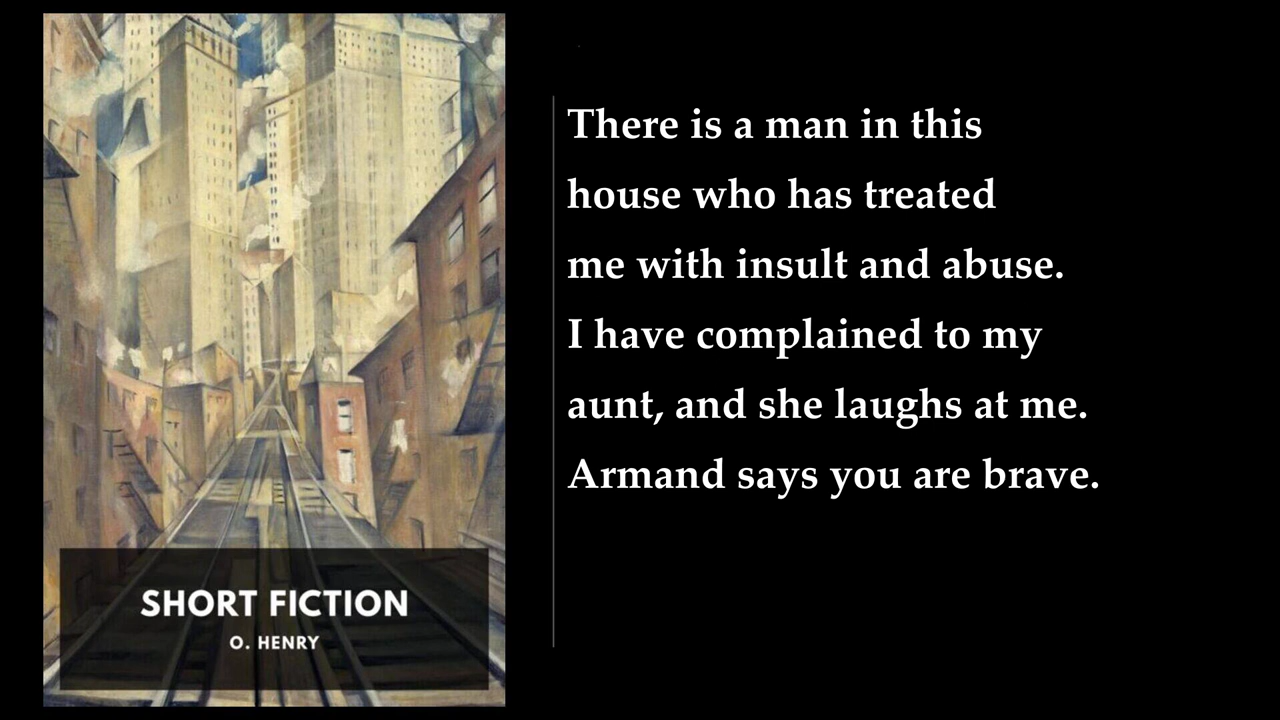 There is a man in this
house who has treated
me with insult and abuse.
I have complained to my
aunt, and she laughs at me.
Armand says you are brave.
SHORT FICTION
O. HENRY